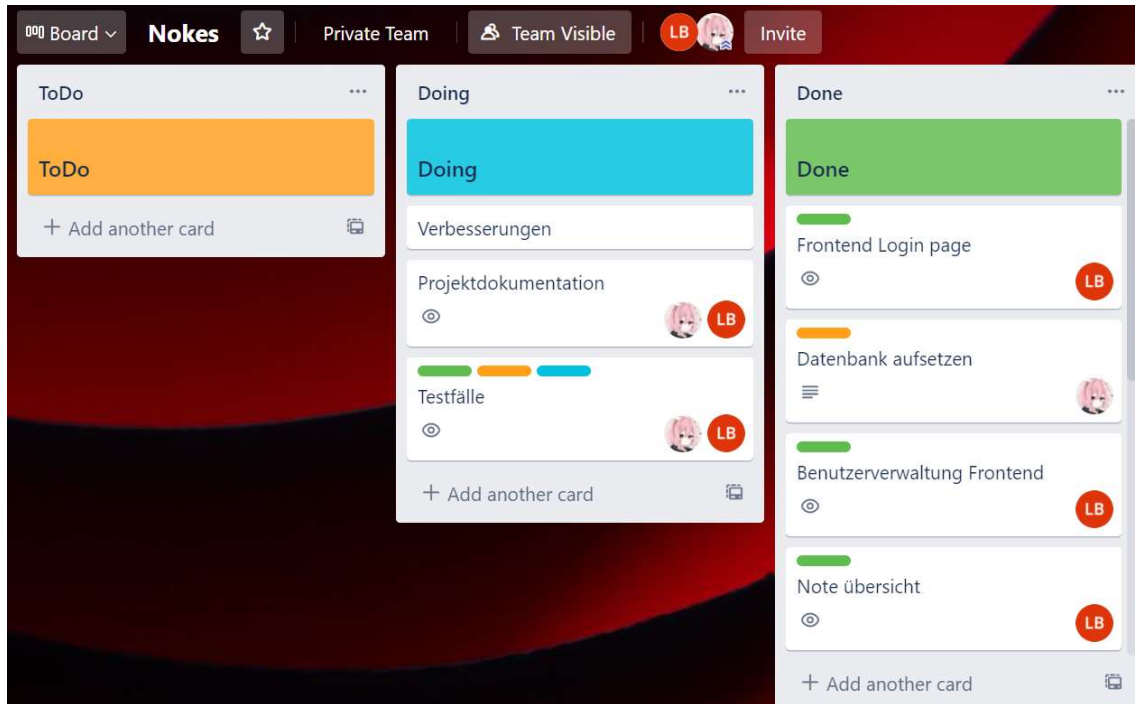 Board
Nokes
Private Team
Team Visible
LB
Invite
ToDo
ToDo
+ Add another card
Doing
Doing
Verbesserungen
Projektdokumentation
LB
Testfälle
LB
+ Add another card
Done
Done
Frontend Login page
LB
Datenbank aufsetzen
Benutzerverwaltung Frontend
LB
Note übersicht
LB
+ Add another card